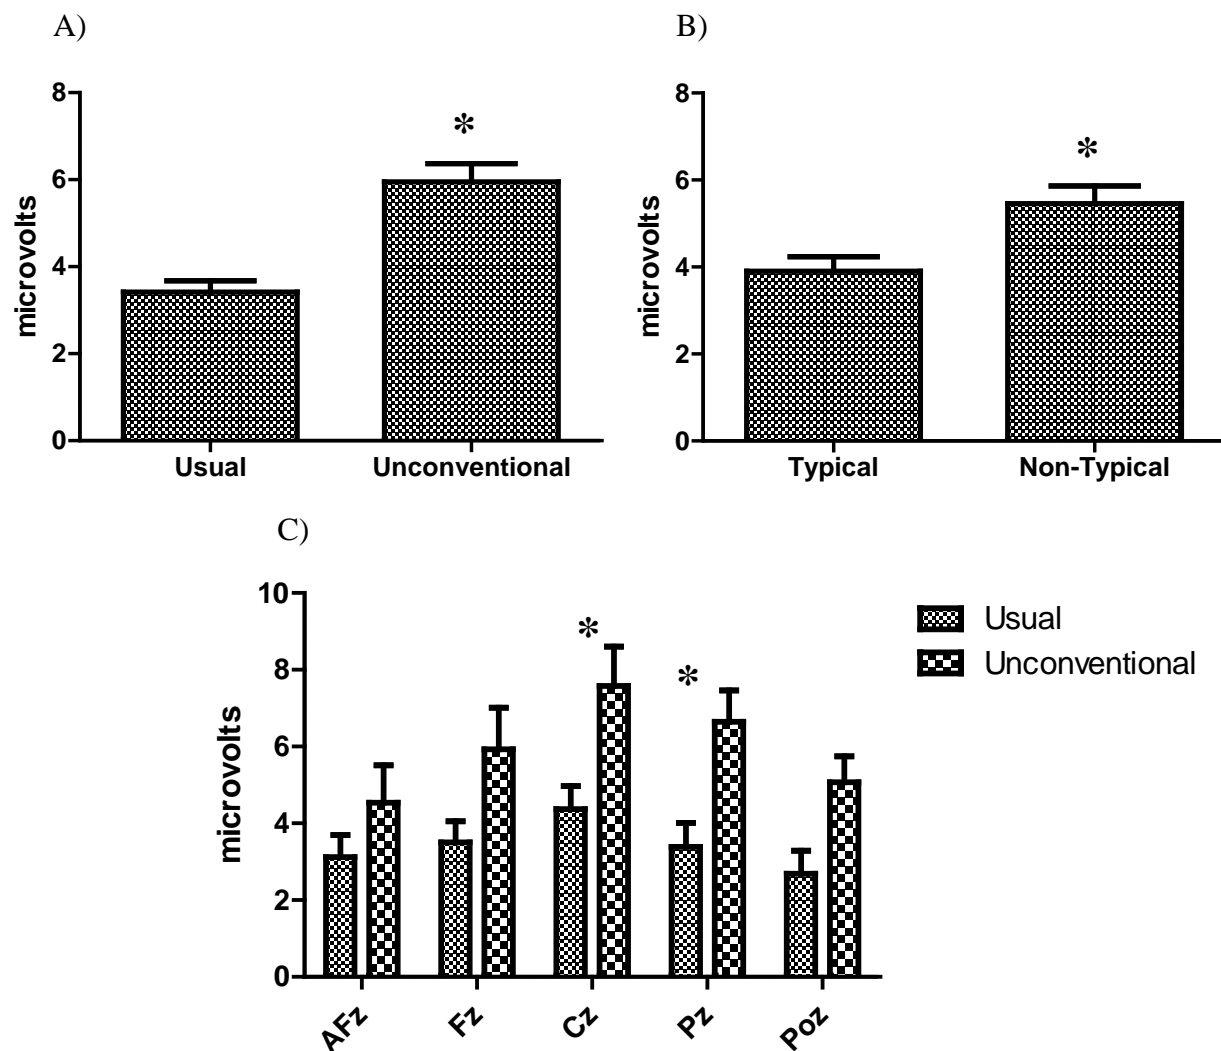 A)
8
6
4
2
0
microvolts
*
Usual Unconventional
B)
8
6
4
2
0
microvolts
*
Typical Non-Typical
C)
10
8
6
4
2
0
microvolts
*
*
AFz Fz Cz Pz Poz
Usual
Unconventional